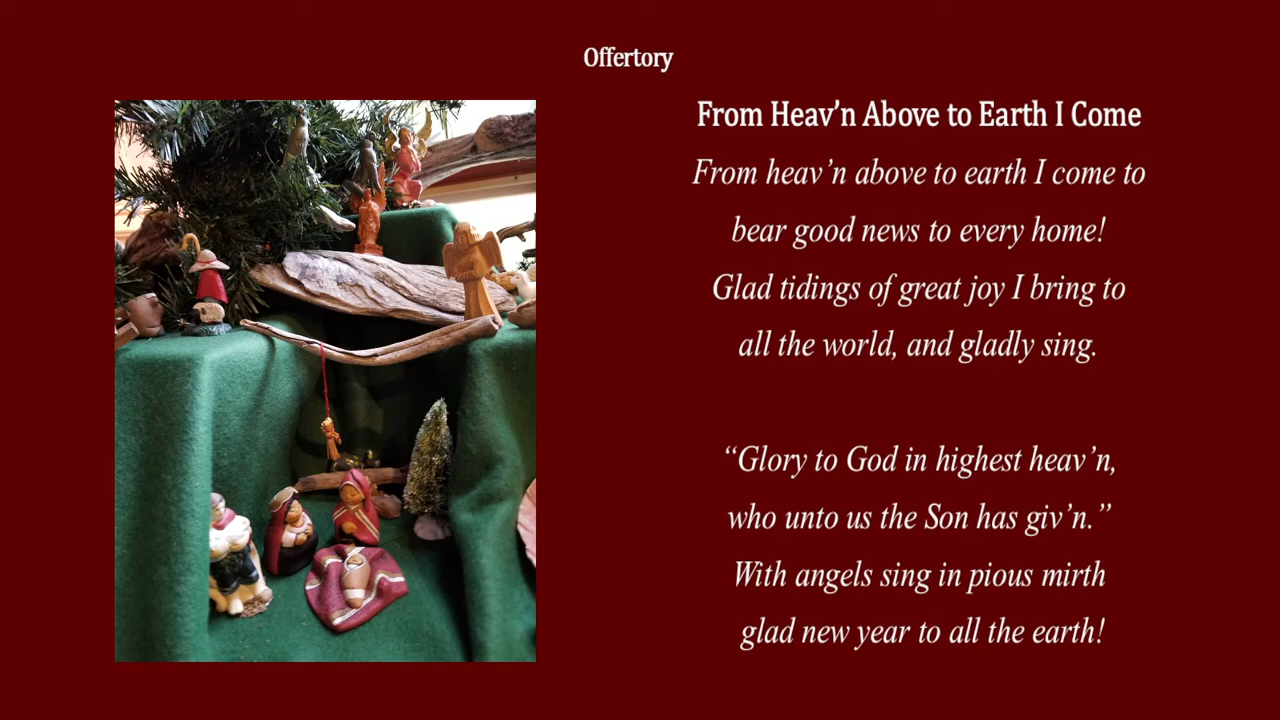 Offertory
From Heav’n Above to Earth I Come
From heav’n above to earth I come to
bear good news to every home!
Glad tidings of great joy I bring to
all the world, and gladly sing.
“Glory to God in highest heav’n,
who unto us the Son has giv’n.”
With angels sing in pious mirth
glad new year to all the earth!